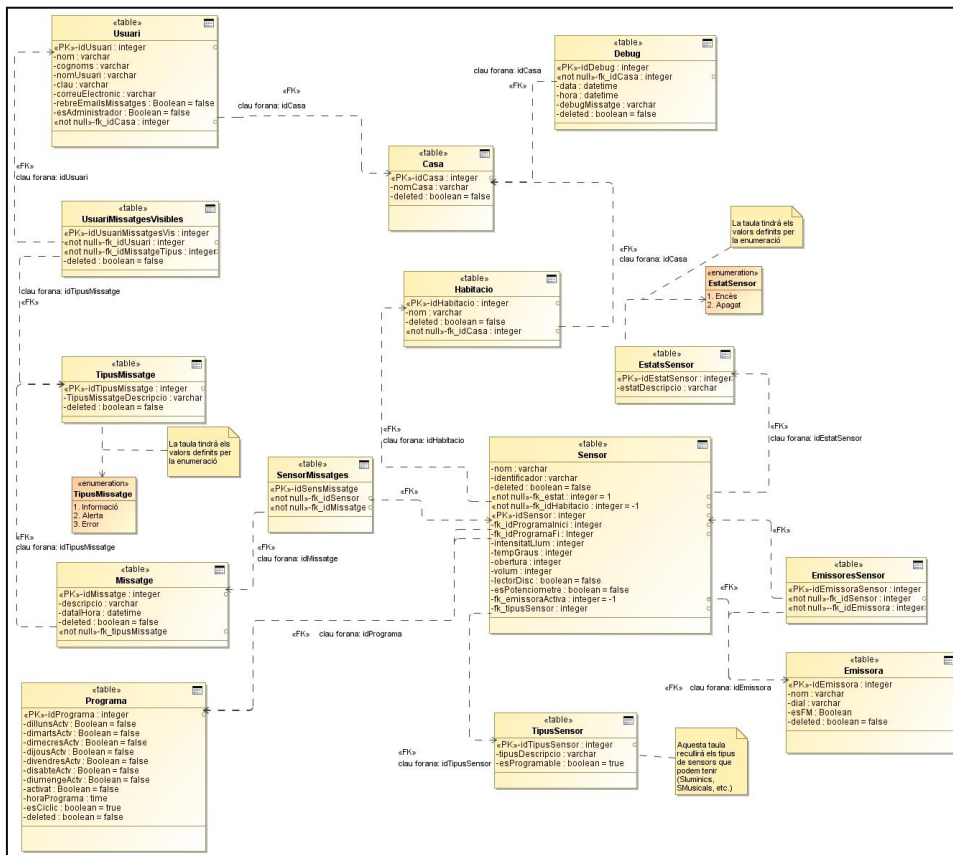 «table»
Usuari
«PK»-idUsuari : integer
-nom : varchar
-cognoms : varchar
-nomUsuari : varchar
-clau : varchar
-correuElectronic : varchar
-rebreEmailsMissatges : Boolean = false
-esAdministrador : Boolean = false
«not null»-fk_idCasa : integer
«FK»
clau forana: idCasa
«table»
Debug
«PK»-idDebug : integer
«not null»-fk_idCasa : integer
-data : datetime
-hora : datetime
-debugMissatge : varchar
-deleted : boolean = false
clau forana: idCasa
«FK»
«table»
Casa
«PK»-idCasa : integer
-nomCasa : varchar
-deleted : boolean = false
«FK»
clau forana: idUsuari
«table»
UsuariMissatgesVisibles
«PK»-idUsuariMissatgesVis : integer
«not null»-fk_idUsuari : integer
«not null»-fk_idMissatgeTipus : integer
-deleted : boolean = false
clau forana: idTipusMissatge
«FK»
La taula tindrà els
valors definits per
la enumeració
«FK»
clau forana: idCasa
«enumeration»
EstatSensor
1. Encès
2. Apagat
«table»
Habitacio
«PK»-idHabitacio : integer
-nom : varchar
-deleted : boolean = false
«not null»-fk_idCasa : integer
«table»
EstatsSensor
«PK»-idEstatSensor : integer
-estatDescripcio : varchar
«table»
TipusMissatge
«PK»-idTipusMissatge : integer
-TipusMissatgeDescripcio : varchar
-deleted : boolean = false
La taula tindrà els
valors definits per
la enumeració
«enumeration»
TipusMissatge
1. Informació
2. Alerta
3. Error
«FK»
clau forana: idTipusMissatge
«FK»
clau forana: idHabitacio
«FK»
clau forana: idEstatSensor
«table»
SensorMissatges
«PK»-idSensMissatge
«not null»-fk_idSensor
«not null»-fk_idMissatge
«FK»
«FK»
clau forana: idMissatge
«table»
Sensor
-nom : varchar
-identificador : varchar
-deleted : boolean = false
«not null»-fk_estat : integer = 1
«not null»-fk_idHabitacio : integer = -1
«PK»-idSensor : integer
-fk_idProgramaInici : integer
-fk_idProgramaFi : Integer
-intensitatLlum : integer
-tempGraus : integer
-obertura : integer
-volum : integer
-lectorDisc : boolean = false
-esPotenciometre : boolean = false
-fk_emissoraActiva : integer = -1
-fk_tipusSensor : integer
«table»
Missatge
«PK»-idMissatge : integer
-descripcio : varchar
-dataIHora : datetime
-deleted : boolean = false
«not null»-fk_tipusMissatge
«FK»
clau forana: idPrograma
«FK»
«FK»
«table»
EmissoresSensor
«PK»-idEmissoraSensor : integer
«not null»-fk_idSensor : integer
«not null»--fk_idEmissora : integer
«FK»
clau forana: idEmissora
«table»
Emissora
«PK»-idEmissora : integer
-nom : varchar
-dial : varchar
-esFM : Boolean
-deleted : boolean = false
«table»
Programa
«PK»-idPrograma : integer
-dillunsActv : Boolean = false
-dimartsActv : Boolean = false
-dimecresActv : Boolean = false
-dijousActv : Boolean = false
-divendresActv : Boolean = false
-disabteActv : Boolean = false
-diumengeActv : Boolean = false
-activat : Boolean = false
-horaPrograma : time
-esCiclic : boolean = true
-deleted : boolean = false
«FK»
clau forana: idTipusSensor
«table»
TipusSensor
«PK»-idTipusSensor : integer
-tipusDescripcio : varchar
-esProgramable : boolean = true
Aquesta taula
recullirà els tipus
de sensors que
podem tenir
(Slumínics,
SMusicals, etc.)